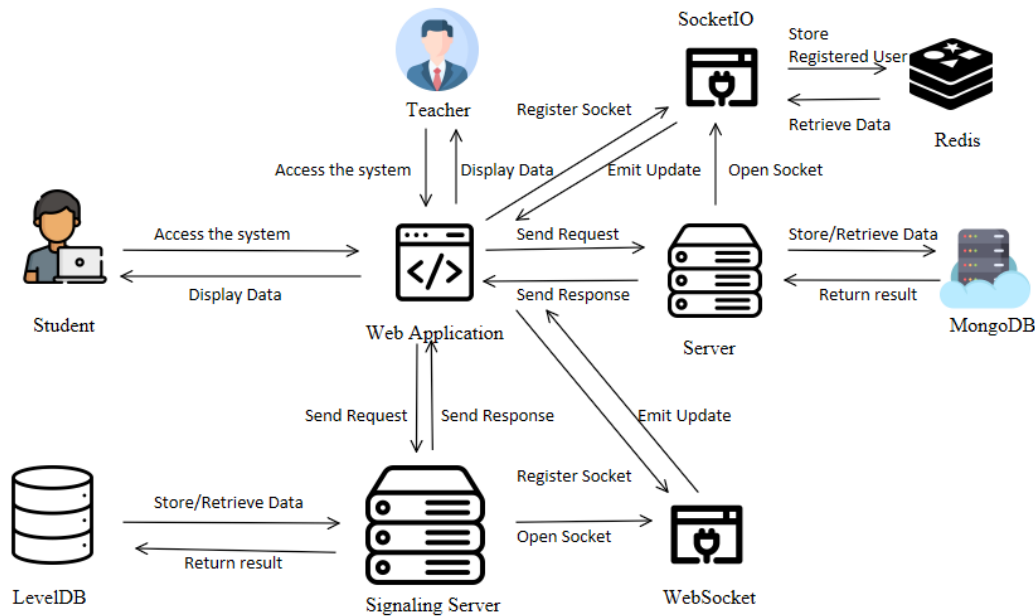 SocketIO
Store
Registered User
Teacher
Register Socket
Retrieve Data
Redis
Access the system
Display Data
Emit Update
Open Socket
Access the system
Send Request
Store/Retrieve Data
Display Data
Send Response
Return result
Student
Web Application
Server
MongoDB
Send Request
Send Response
Emit Update
Register Socket
Store/Retrieve Data
Open Socket
Return result
LevelDB
Signaling Server
WebSocket